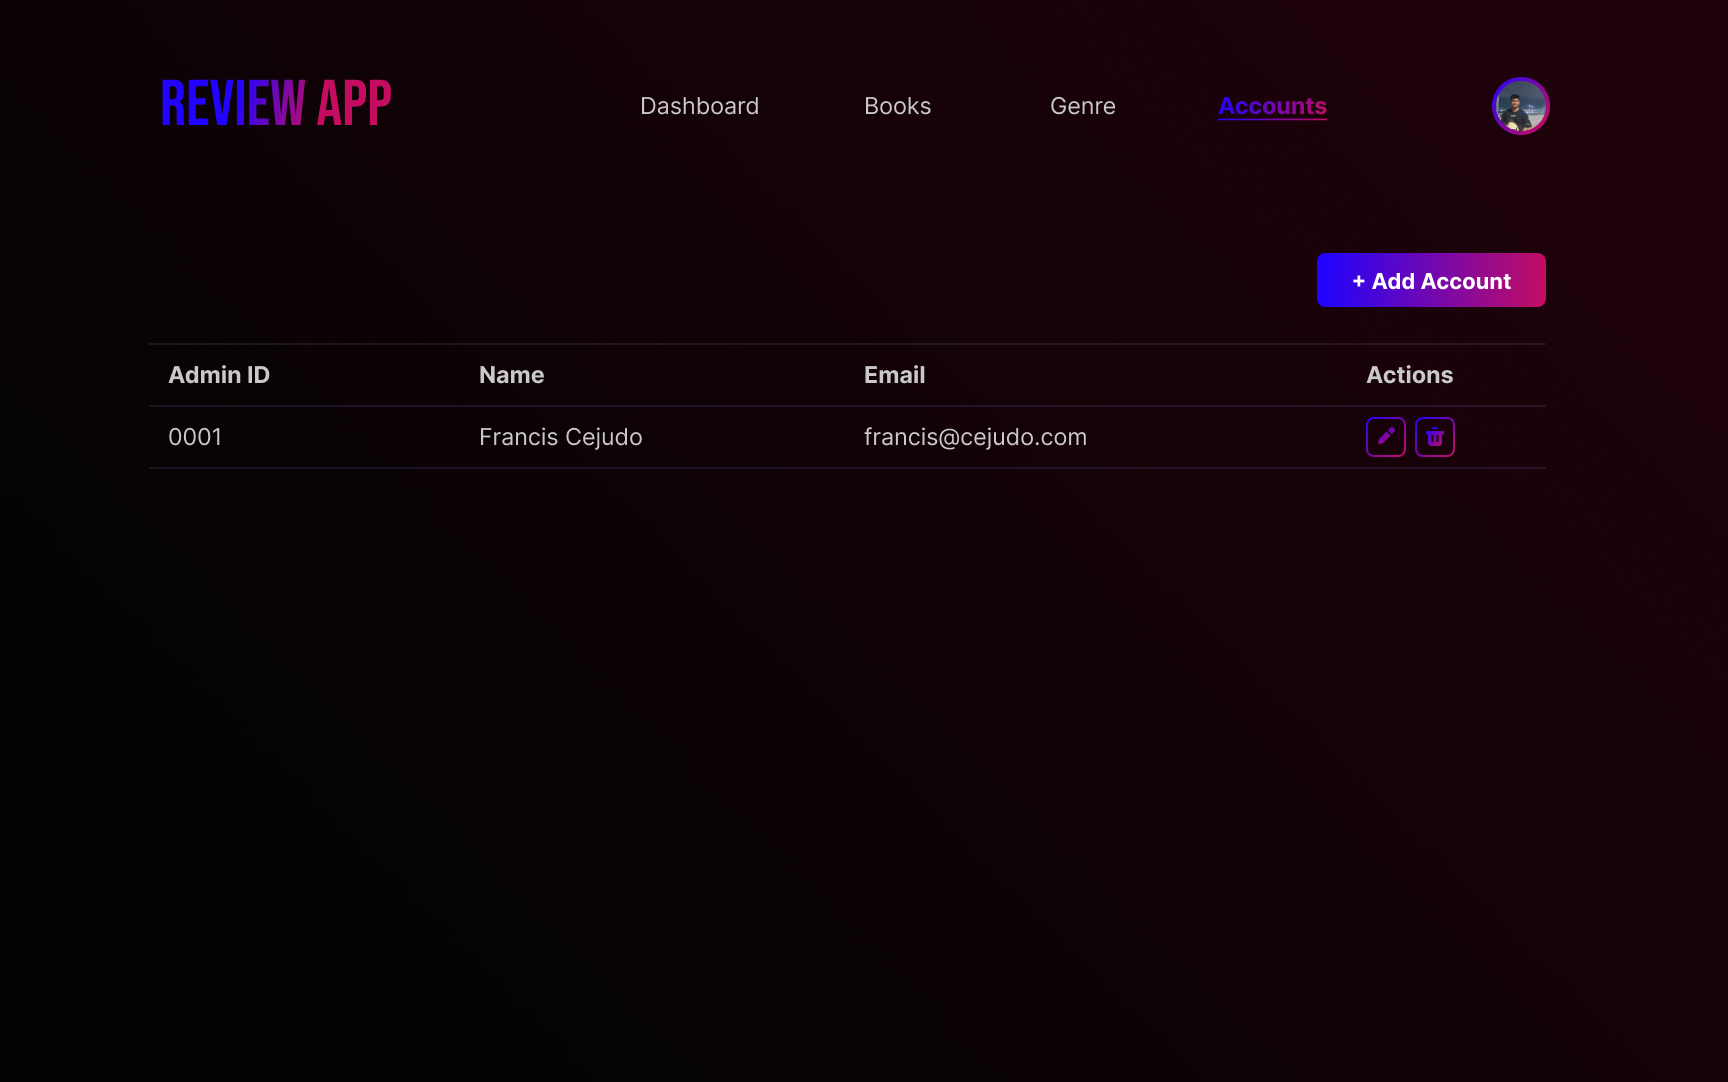 REVIEW APP
Dashboard Books Genre Accounts
+ Add Account
Admin ID Name Email Actions
0001 Francis Cejudo francis@cejudo.com